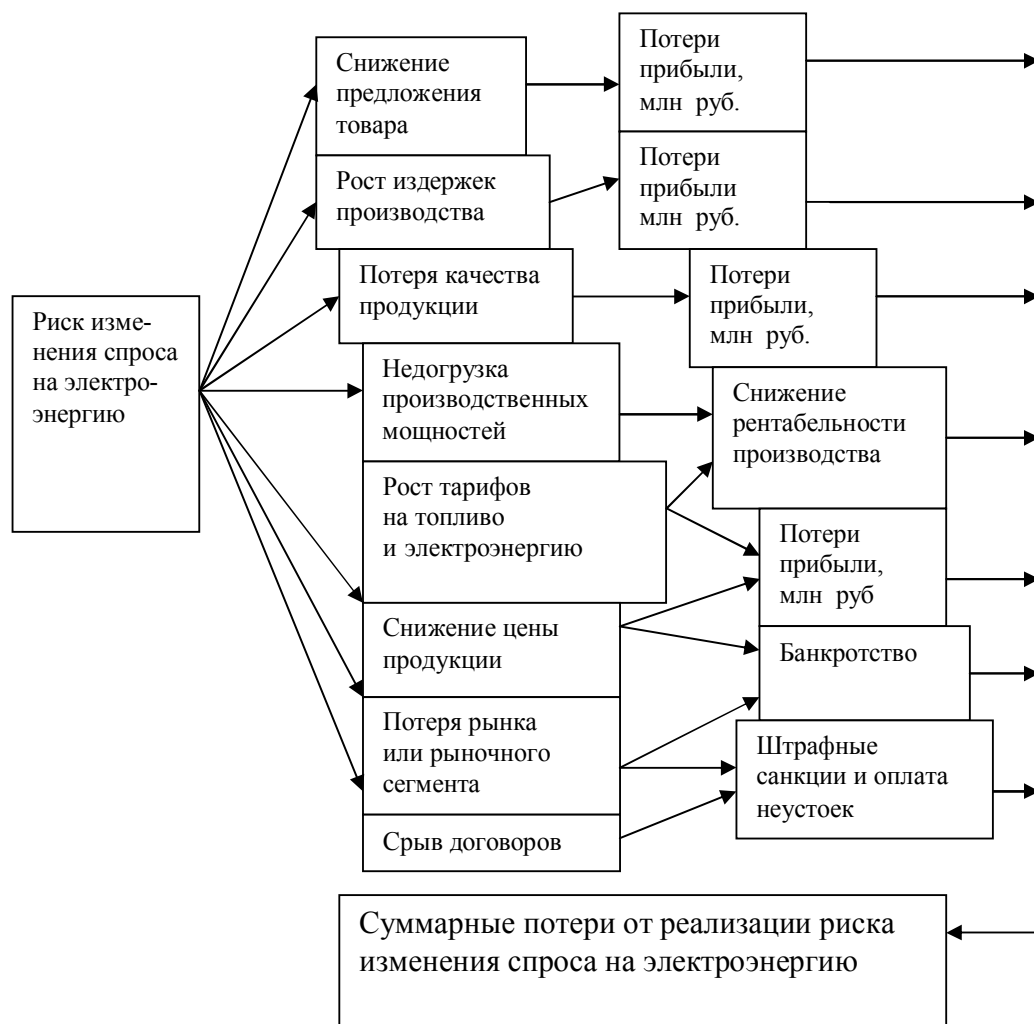 Риск изме-
нения спроса
на электро-
энергию
Снижение
предложения
товара
Рост издержек
производства
Потеря качества
продукции
Недогрузка
производственных
мощностей
Рост тарифов
на топливо
и электроэнергию
Снижение цены
продукции
Потеря рынка
или рыночного
сегмента
Срыв договоров
Потери
прибыли,
млн руб.
Потери
прибыли
млн руб.
Потери
прибыли,
млн руб.
Снижение
рентабельности
производства
Потери
прибыли,
млн руб
Банкротство
Штрафные
санкции и оплата
неустоек
Суммарные потери от реализации риска
изменения спроса на электроэнергию